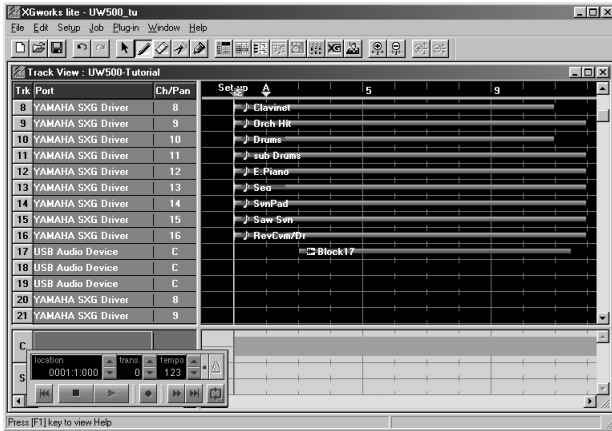 XGworks lite - UW500_tu
File Edit Setup Job Plug-in Window Help
XG
Track View : UW500-Tutorial
Trk Port Ch/Pan Set up A 5 9
8 YAMAHA SXG Driver 8 Clavinet
9 YAMAHA SXG Driver 9 Orch Hit
10 YAMAHA SXG Driver 10 Drums
11 YAMAHA SXG Driver 11 sub Drums
12 YAMAHA SXG Driver 12 E.Piano
13 YAMAHA SXG Driver 13 Seq
14 YAMAHA SXG Driver 14 SynPad
15 YAMAHA SXG Driver 15 Saw Syn
16 YAMAHA SXG Driver 16 RevCym/Dr
17 USB Audio Device C Block17
18 USB Audio Device C
19 USB Audio Device C
20 YAMAHA SXG Driver 8
21 YAMAHA SXG Driver 9
C
location trans. tempo
0001:1:000 0 123
S
Press [F1] key to view Help